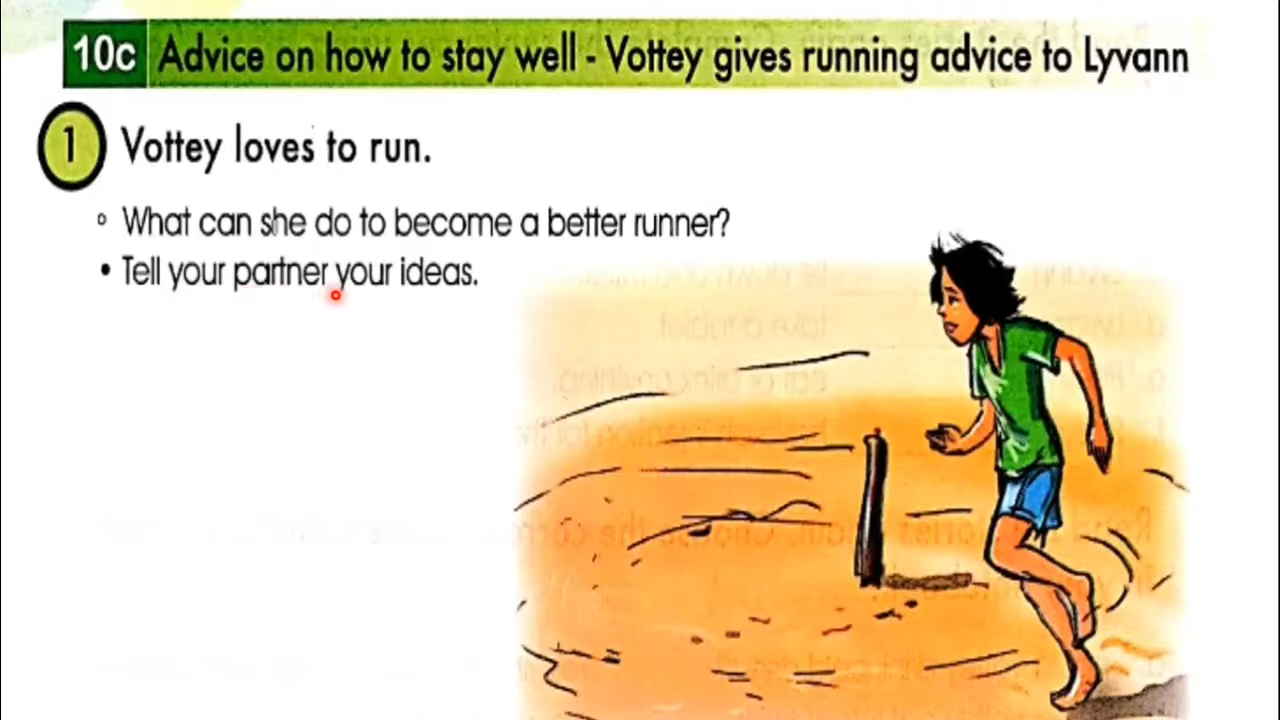 10c Advice on how to stay well - Vottey gives running advice to Lyvann
1 Vottey loves to run.
What can she do to become a better runner?
• Tell your partner your ideas.